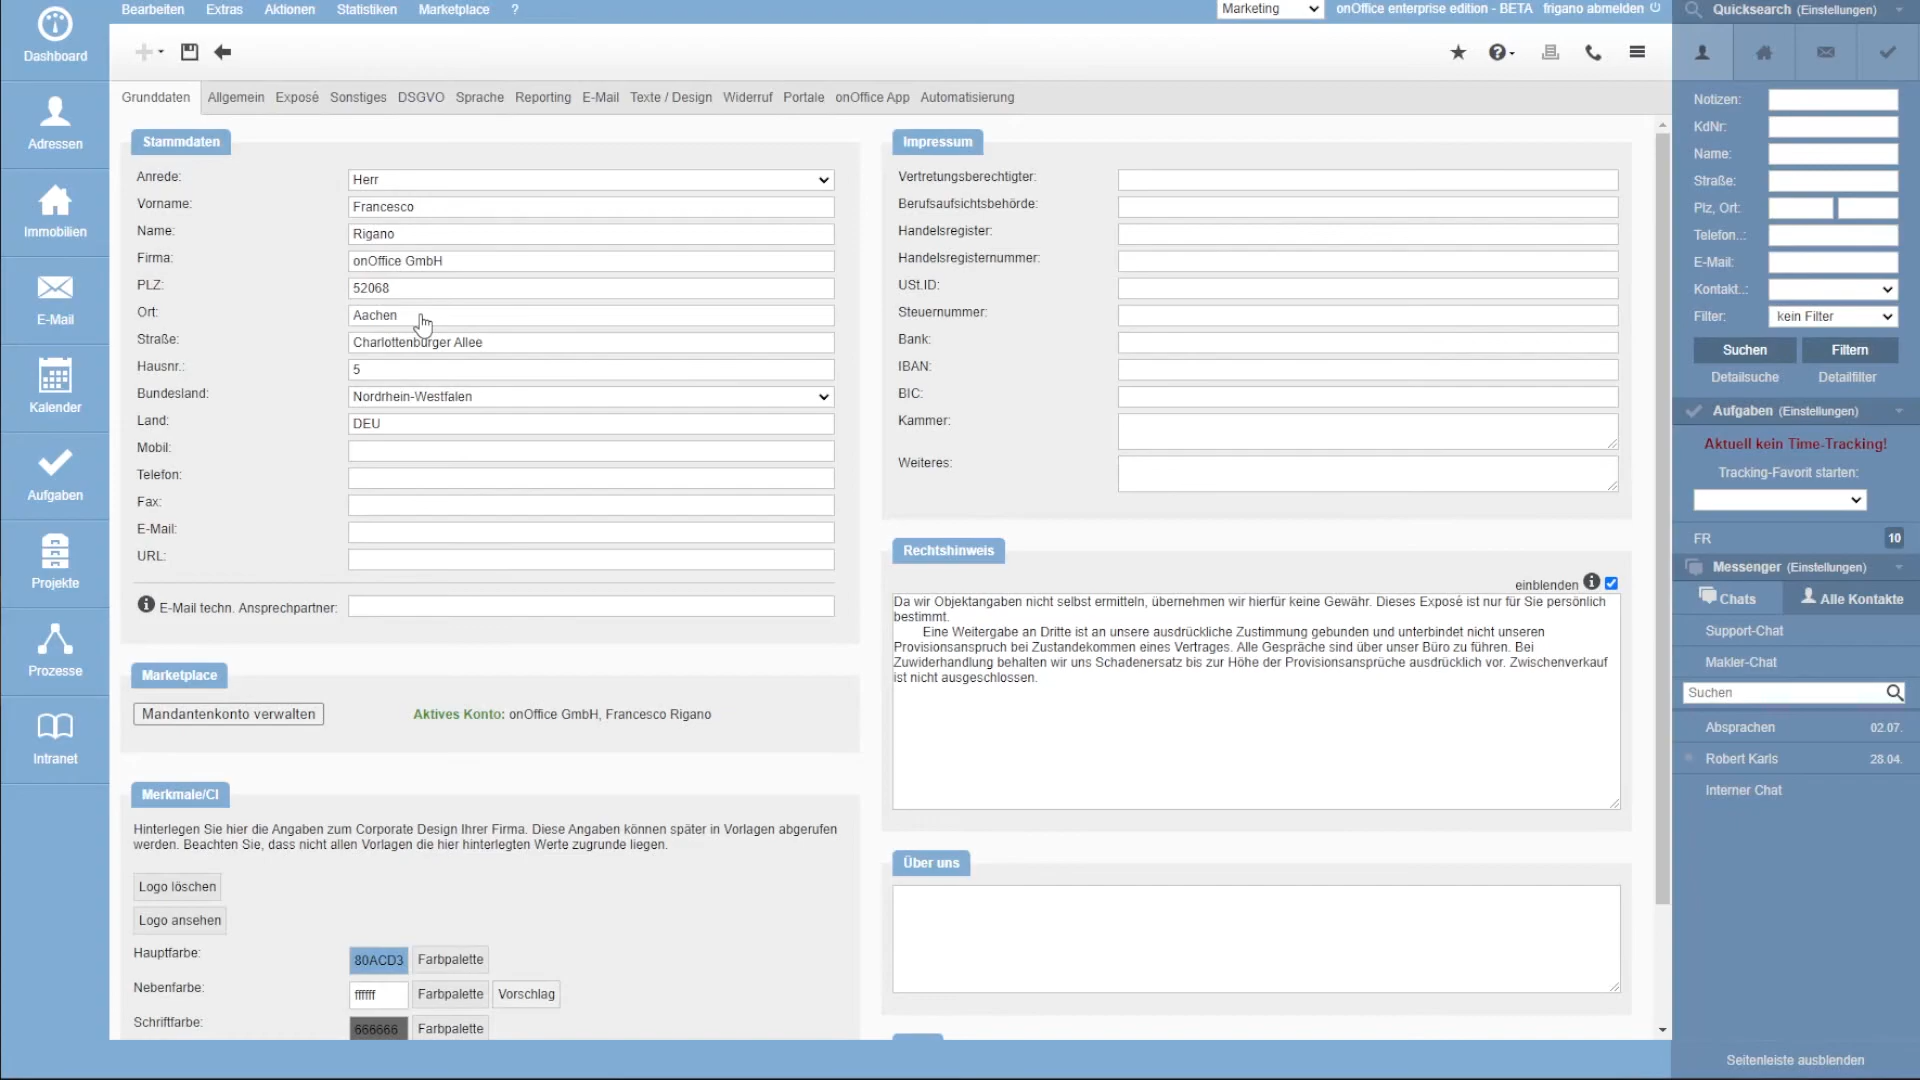 Bearbeiten Extras Aktionen Statistiken Marketplace ?
Marketing onOffice enterprise edition - BETA frigano abmelden
Quicksearch (Einstellungen)
Dashboard
Adressen
Immobilien
E-Mail
Kalender
Aufgaben
Projekte
Prozesse
Intranet
Grunddaten Allgemein Exposé Sonstiges DSGVO Sprache Reporting E-Mail Texte / Design Widerruf Portale onOffice App Automatisierung
Stammdaten
Anrede: Herr
Vorname: Francesco
Name: Rigano
Firma: onOffice GmbH
PLZ: 52068
Ort: Aachen
Straße: Charlottenburger Allee
Hausnr.: 5
Bundesland: Nordrhein-Westfalen
Land: DEU
Mobil:
Telefon:
Fax:
E-Mail:
URL:
E-Mail techn. Ansprechpartner:
Marketplace
Mandantenkonto verwalten Aktives Konto: onOffice GmbH, Francesco Rigano
Merkmale/CI
Hinterlegen Sie hier die Angaben zum Corporate Design Ihrer Firma. Diese Angaben können später in Vorlagen abgerufen
werden. Beachten Sie, dass nicht allen Vorlagen die hier hinterlegten Werte zugrunde liegen.
Logo löschen
Logo ansehen
Hauptfarbe: 80ACD3 Farbpalette
Nebenfarbe: ffffff Farbpalette Vorschlag
Schriftfarbe: 666666 Farbpalette
Impressum
Vertretungsberechtigter:
Berufsaufsichtsbehörde:
Handelsregister:
Handelsregisternummer:
USt.ID:
Steuernummer:
Bank:
IBAN:
BIC:
Kammer:
Weiteres:
Rechtshinweis
einblenden
Da wir Objektangaben nicht selbst ermitteln, übernehmen wir hierfür keine Gewähr. Dieses Exposé ist nur für Sie persönlich
bestimmt.
Eine Weitergabe an Dritte ist an unsere ausdrückliche Zustimmung gebunden und unterbindet nicht unseren
Provisionsanspruch bei Zustandekommen eines Vertrages. Alle Gespräche sind über unser Büro zu führen. Bei
Zuwiderhandlung behalten wir uns Schadenersatz bis zur Höhe der Provisionsansprüche ausdrücklich vor. Zwischenverkauf
ist nicht ausgeschlossen.
Über uns
Notizen:
KdNr:
Name:
Straße:
Plz, Ort:
Telefon..:
E-Mail:
Kontakt..:
Filter: kein Filter
Suchen Filtern
Detailsuche Detailfilter
Aufgaben (Einstellungen)
Aktuell kein Time-Tracking!
Tracking-Favorit starten:
FR 10
Messenger (Einstellungen)
Chats Alle Kontakte
Support-Chat
Makler-Chat
Suchen
Absprachen 02.07.
Robert Karls 28.04.
Interner Chat
Seitenleiste ausblenden